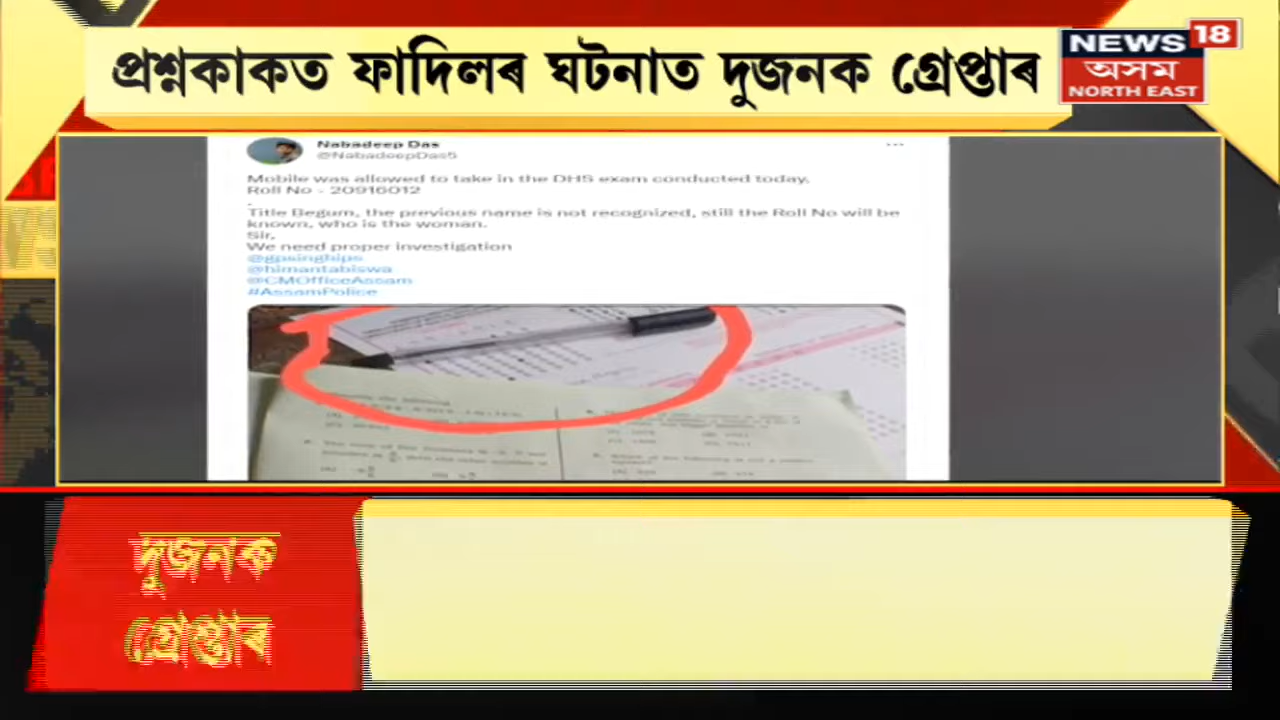 প্ৰশ্নকাকত ফাদিলৰ ঘটনাত দুজনক গ্ৰেপ্তাৰ
NEWS 18
অসম
NORTH EAST
Nabadeep Das
@NabadeepDas5
Mobile was allowed to take in the DHS exam conducted today.
Roll No - 20916012
.
Title Begum, the previous name is not recognized, still the Roll No will be
known, who is the woman.
Sir,
We need proper investigation
@gpsinghips
@himantabiswa
@CMOfficeAssam
#AssamPolice
দুজনক
গ্ৰেপ্তাৰ